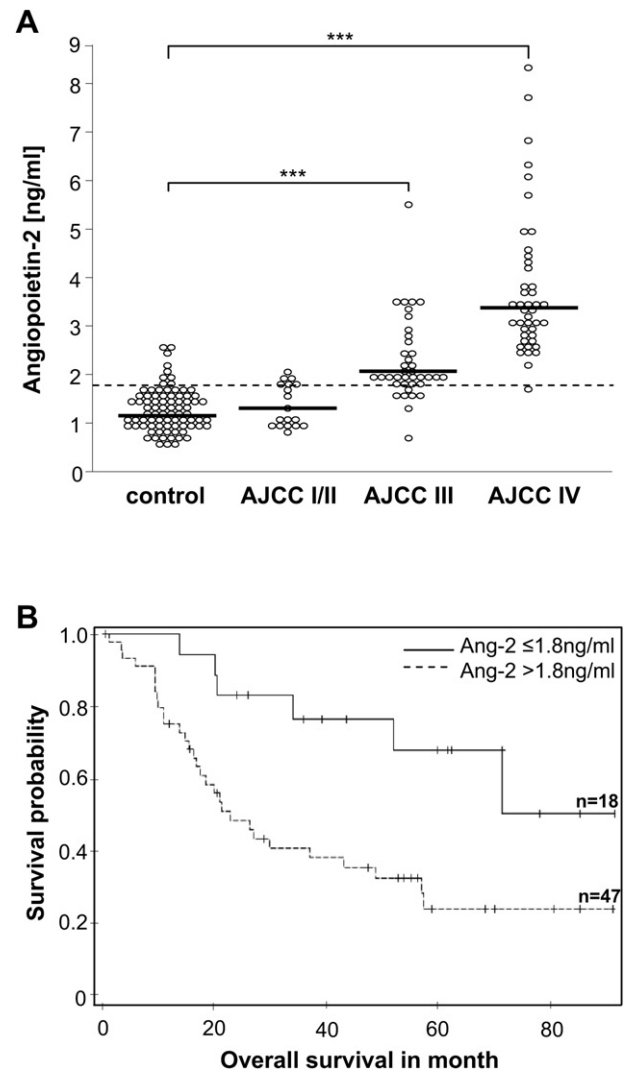 A
Angiopoietin-2 [ng/ml]
9
8
7
6
5
4
3
2
1
0
***
***
control AJCC I/II AJCC III AJCC IV
B
Survival probability
1.0
0.8
0.6
0.4
0.2
0
Ang-2 ≤1.8ng/ml
Ang-2 >1.8ng/ml
n=18
n=47
0 20 40 60 80
Overall survival in month